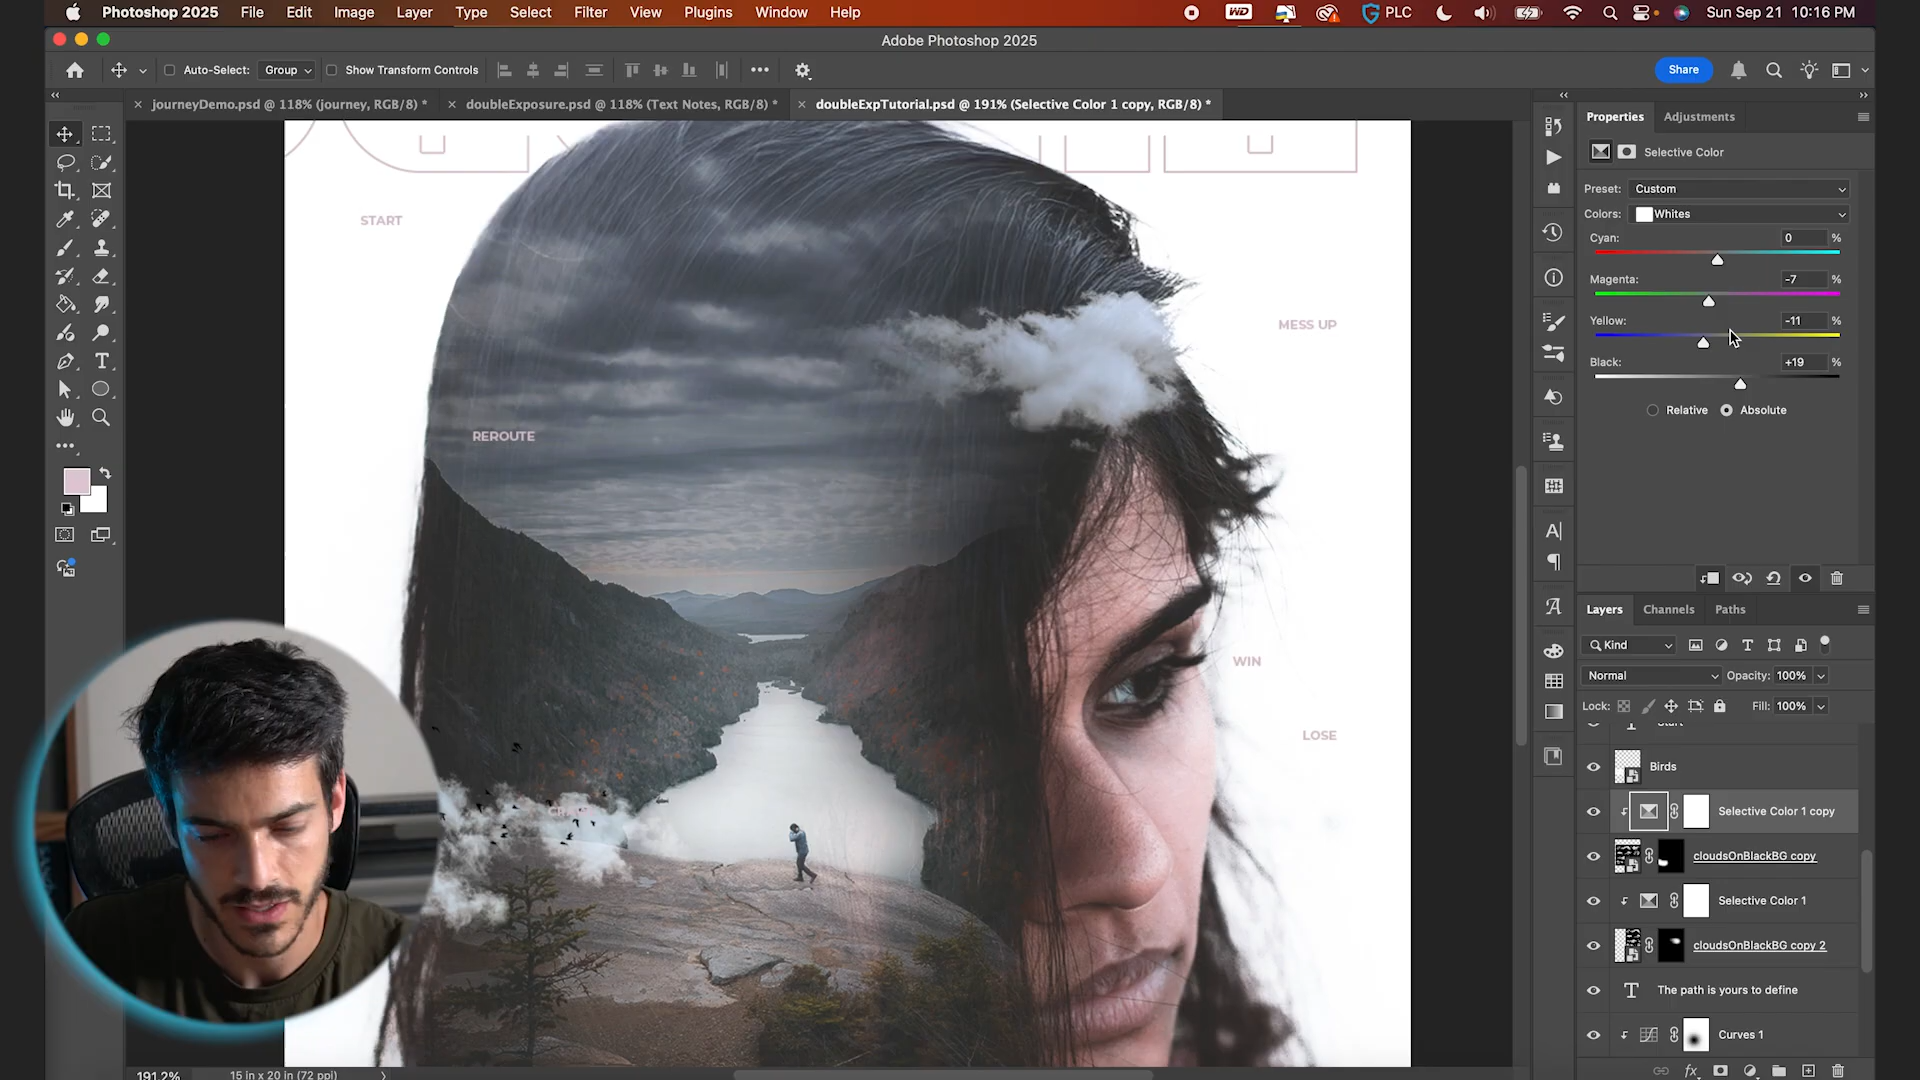 Photoshop 2025 File Edit Image Layer Type Select Filter View Plugins Window Help
WD PLC Sun Sep 21 10:16 PM
Adobe Photoshop 2025
Auto-Select: Group Show Transform Controls
Share
journeyDemo.psd @ 118% (journey, RGB/8) *
doubleExposure.psd @ 118% (Text Notes, RGB/8) *
doubleExpTutorial.psd @ 191% (Selective Color 1 copy, RGB/8) *
Properties Adjustments
Selective Color
Preset: Custom
Colors: Whites
Cyan: 0 %
Magenta: -7 %
Yellow: -11 %
Black: +19 %
Relative Absolute
START
MESS UP
REROUTE
WIN
LOSE
Layers Channels Paths
Kind
Normal Opacity: 100%
Lock: Fill: 100%
Start
Birds
Selective Color 1 copy
cloudsOnBlackBG copy
Selective Color 1
cloudsOnBlackBG copy 2
The path is yours to define
Curves 1
191.2% 15 in x 20 in (72 ppi)